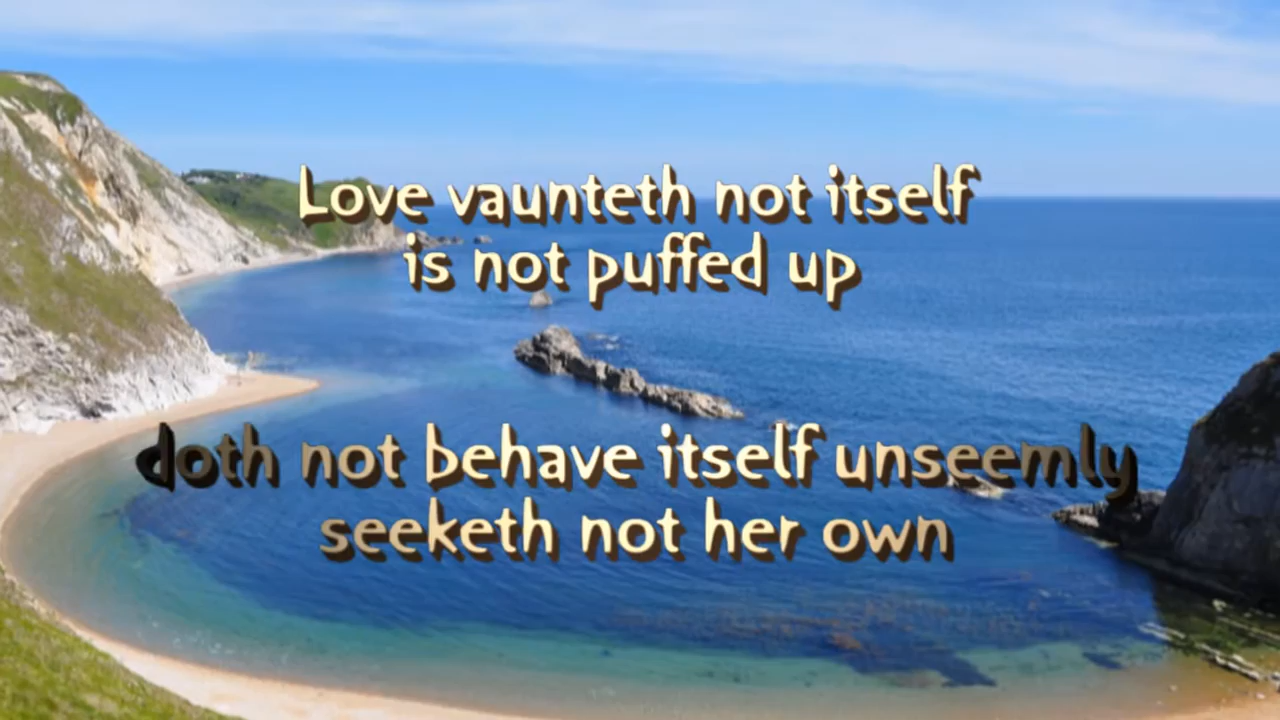 Love vaunteth not itself
is not puffed up
doth not behave itself unseemly
seeketh not her own